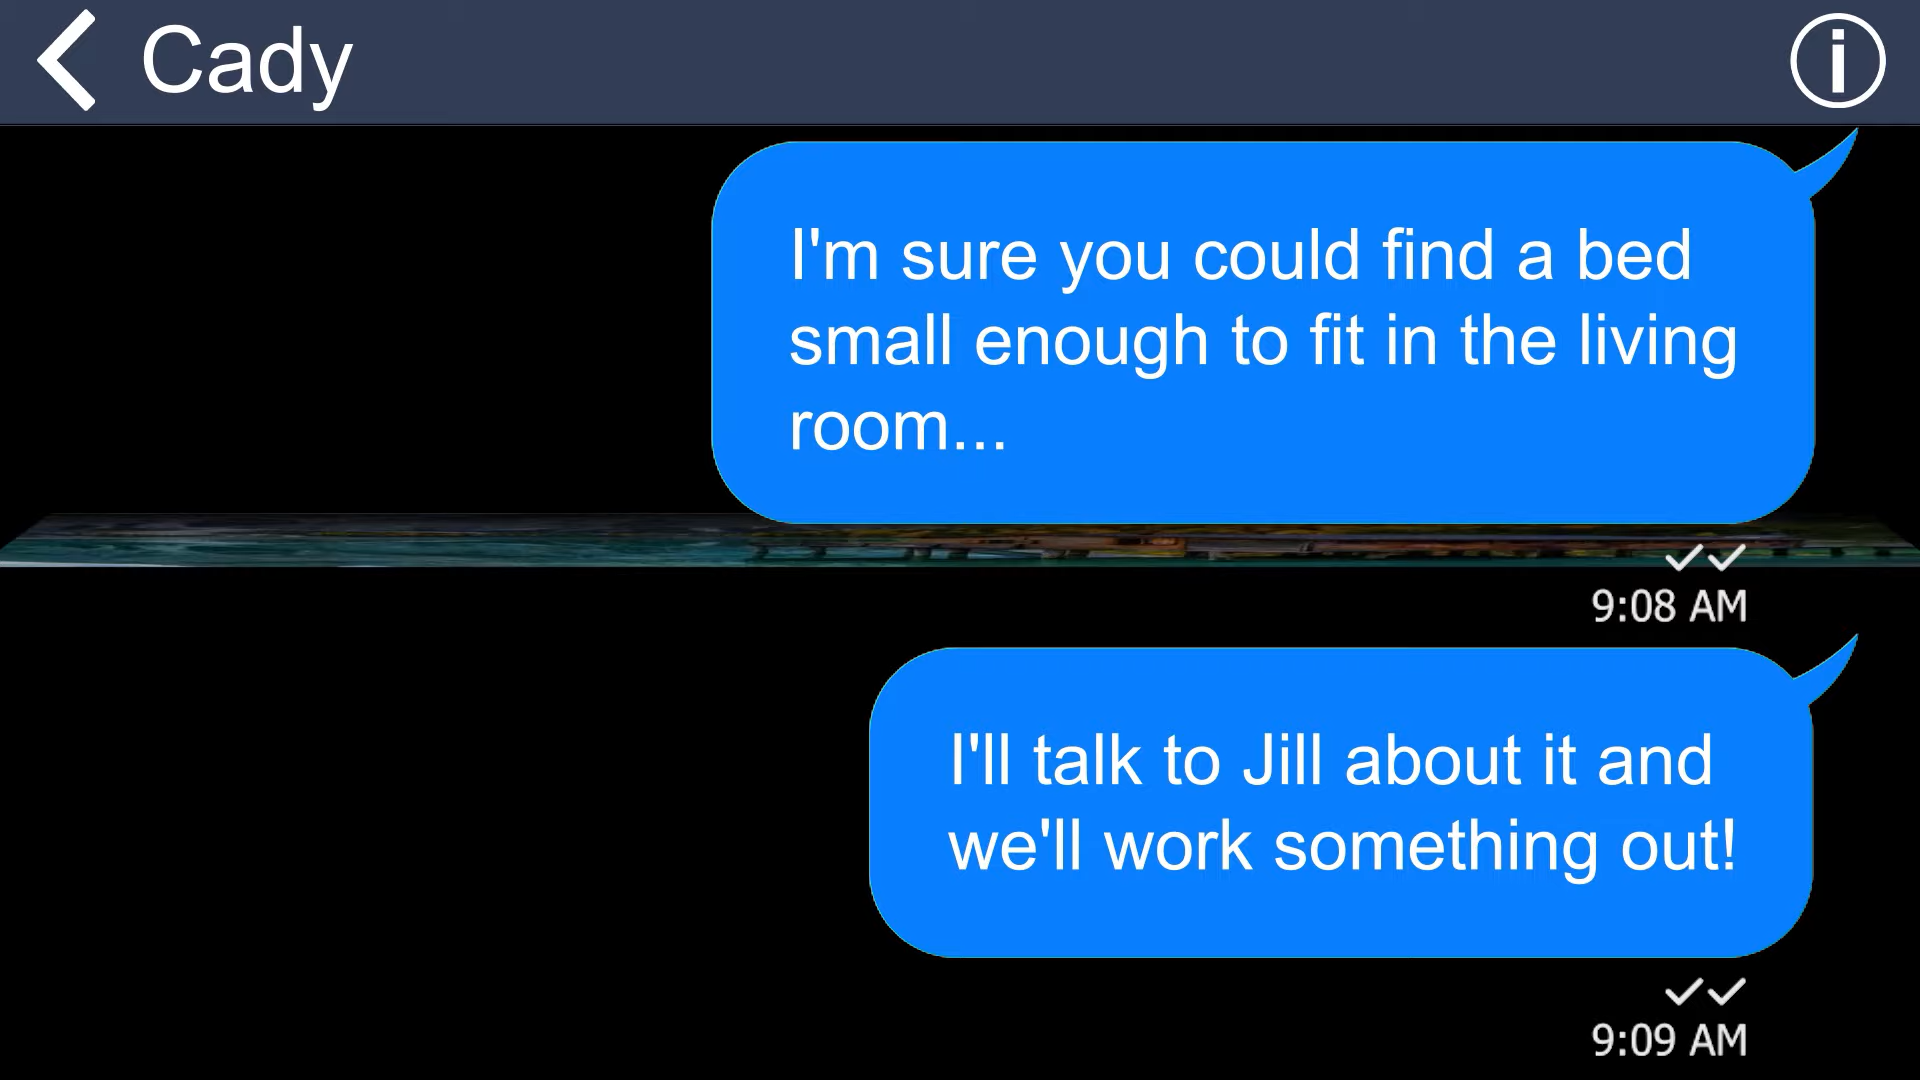 Cady
I'm sure you could find a bed
small enough to fit in the living
room...
9:08 AM
I'll talk to Jill about it and
we'll work something out!
9:09 AM